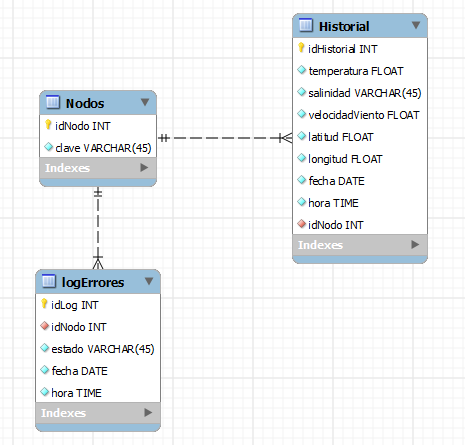 Nodos
idNodo INT
clave VARCHAR(45)
Indexes
Historial
idHistorial INT
temperatura FLOAT
salinidad VARCHAR(45)
velocidadViento FLOAT
latitud FLOAT
longitud FLOAT
fecha DATE
hora TIME
idNodo INT
Indexes
logErrores
idLog INT
idNodo INT
estado VARCHAR(45)
fecha DATE
hora TIME
Indexes